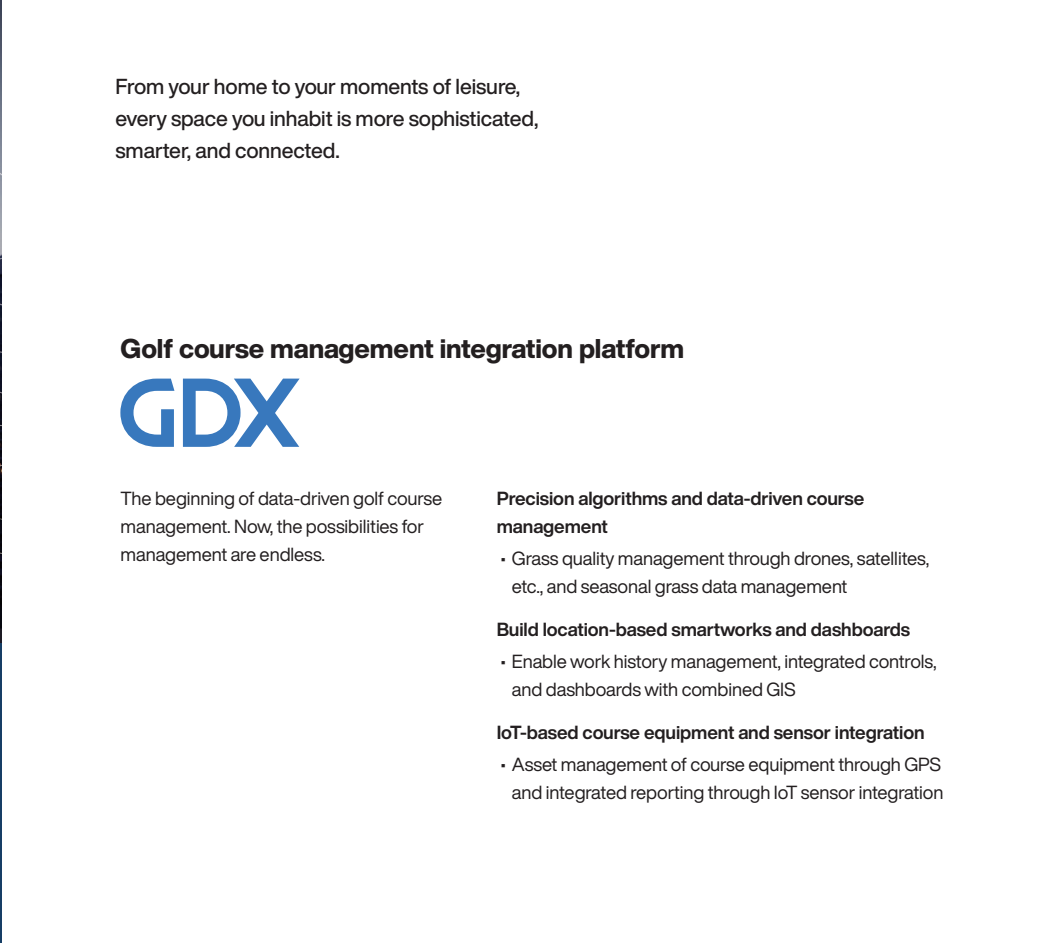 From your home to your moments of leisure,
every space you inhabit is more sophisticated,
smarter, and connected.
Golf course management integration platform
GDX
The beginning of data-driven golf course
management. Now, the possibilities for
management are endless.
Precision algorithms and data-driven course
management
· Grass quality management through drones, satellites,
etc., and seasonal grass data management
Build location-based smartworks and dashboards
· Enable work history management, integrated controls,
and dashboards with combined GIS
IoT-based course equipment and sensor integration
· Asset management of course equipment through GPS
and integrated reporting through IoT sensor integration